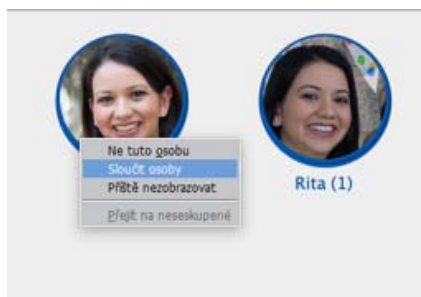 Ne tuto osobu
Sloučit osoby
Příště nezobrazovat
Přejít na neseskupené
Rita (1)